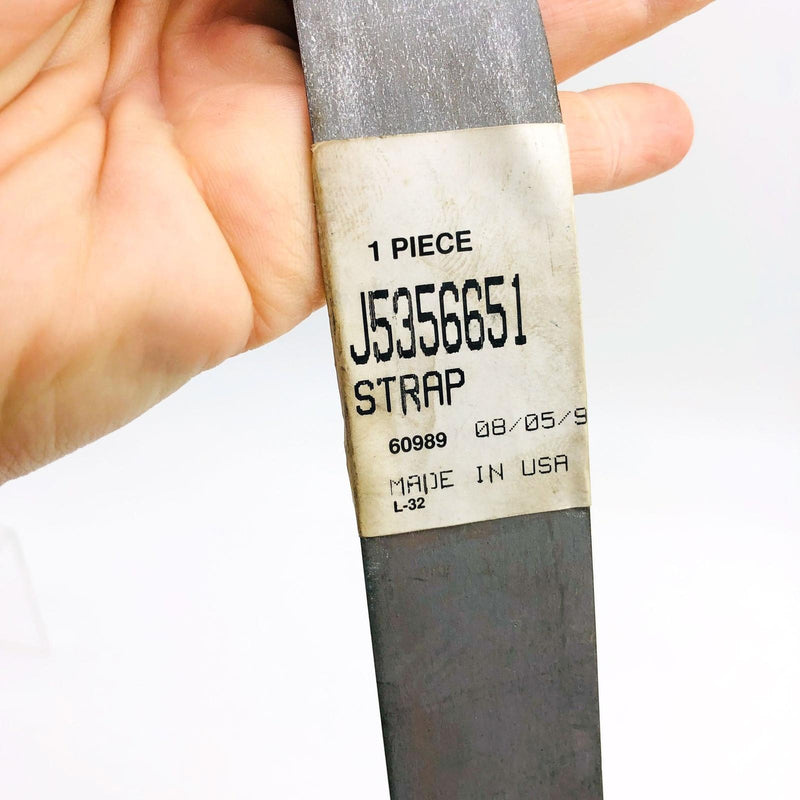 1 PIECE
J5356651
STRAP
60989 08/05/9
MADE IN USA
L-32